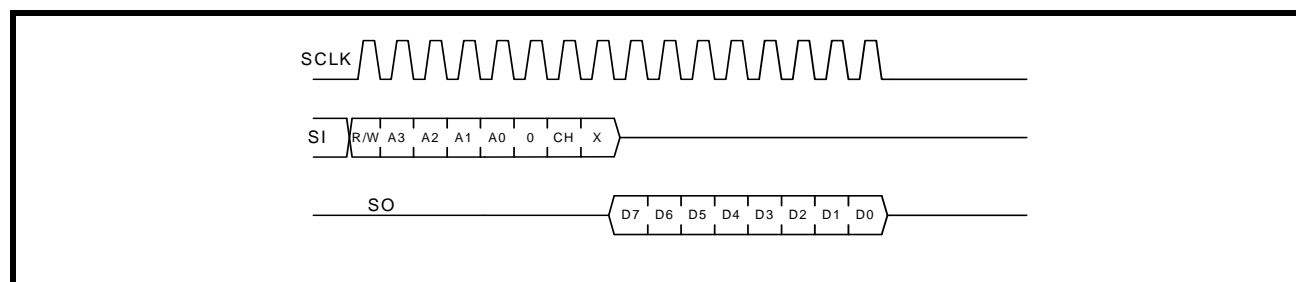 SCLK
SI R/W A3 A2 A1 A0 0 CH X
SO
D7 D6 D5 D4 D3 D2 D1 D0